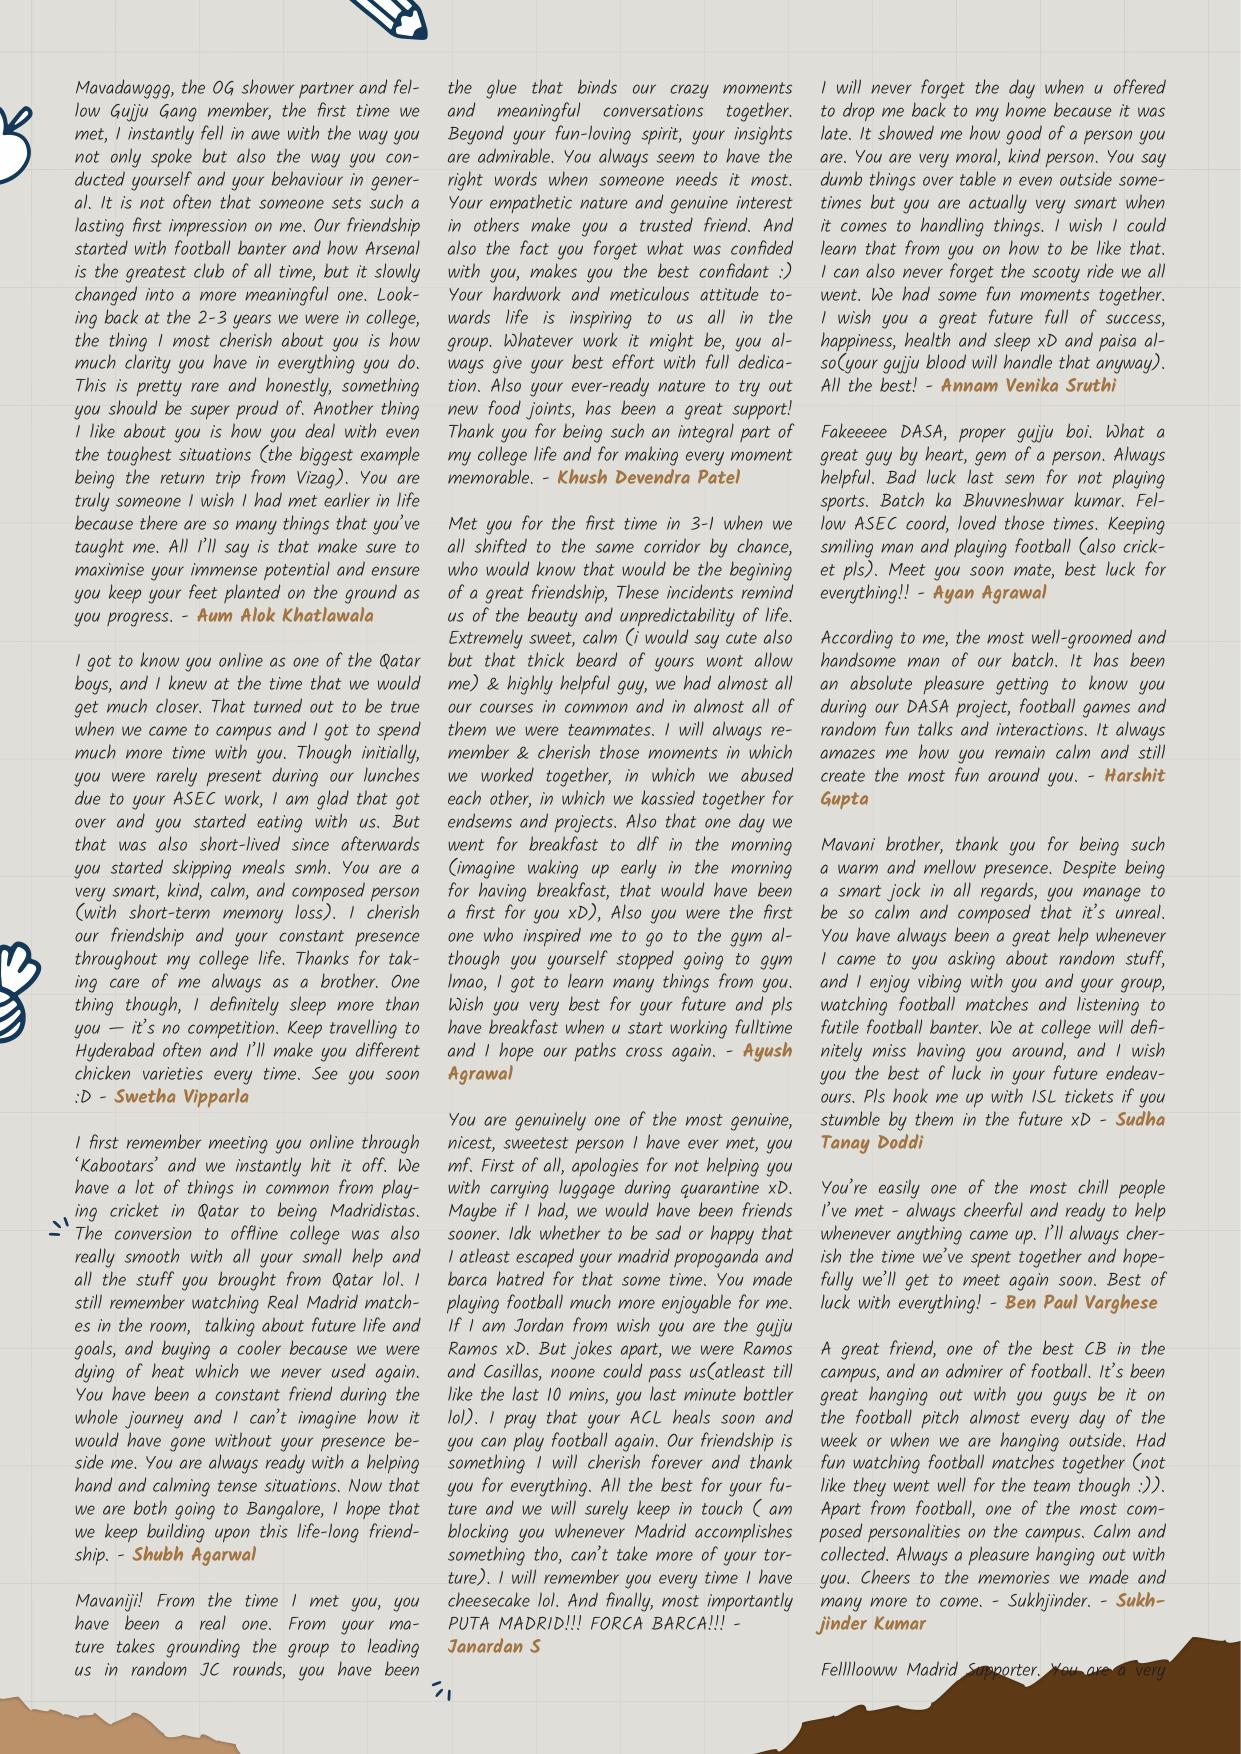 Mavadawggg, the OG shower partner and fel-
low Gujju Gang member, the first time we
met, I instantly fell in awe with the way you
not only spoke but also the way you con-
ducted yourself and your behaviour in gener-
al. It is not often that someone sets such a
lasting first impression on me. Our friendship
started with football banter and how Arsenal
is the greatest club of all time, but it slowly
changed into a more meaningful one. Look-
ing back at the 2-3 years we were in college,
the thing I most cherish about you is how
much clarity you have in everything you do.
This is pretty rare and honestly, something
you should be super proud of. Another thing
I like about you is how you deal with even
the toughest situations (the biggest example
being the return trip from Vizag). You are
truly someone I wish I had met earlier in life
because there are so many things that you've
taught me. All I'll say is that make sure to
maximise your immense potential and ensure
you keep your feet planted on the ground as
you progress. - Aum Alok Khatlawala

I got to know you online as one of the Qatar
boys, and I knew at the time that we would
get much closer. That turned out to be true
when we came to campus and I got to spend
much more time with you. Though initially,
you were rarely present during our lunches
due to your ASEC work, I am glad that got
over and you started eating with us. But
that was also short-lived since afterwards
you started skipping meals smh. You are a
very smart, kind, calm, and composed person
(with short-term memory loss). I cherish
our friendship and your constant presence
throughout my college life. Thanks for tak-
ing care of me always as a brother. One
thing though, I definitely sleep more than
you — it's no competition. Keep travelling to
Hyderabad often and I'll make you different
chicken varieties every time. See you soon
:D - Swetha Vipparla

I first remember meeting you online through
‘Kabootars’ and we instantly hit it off. We
have a lot of things in common from play-
ing cricket in Qatar to being Madridistas.
The conversion to offline college was also
really smooth with all your small help and
all the stuff you brought from Qatar lol. I
still remember watching Real Madrid match-
es in the room, talking about future life and
goals, and buying a cooler because we were
dying of heat which we never used again.
You have been a constant friend during the
whole journey and I can't imagine how it
would have gone without your presence be-
side me. You are always ready with a helping
hand and calming tense situations. Now that
we are both going to Bangalore, I hope that
we keep building upon this life-long friend-
ship. - Shubh Agarwal

Mavaniji! From the time I met you, you
have been a real one. From your ma-
ture takes grounding the group to leading
us in random JC rounds, you have been
the glue that binds our crazy moments
and meaningful conversations together.
Beyond your fun-loving spirit, your insights
are admirable. You always seem to have the
right words when someone needs it most.
Your empathetic nature and genuine interest
in others make you a trusted friend. And
also the fact you forget what was confided
with you, makes you the best confidant :)
Your hardwork and meticulous attitude to-
wards life is inspiring to us all in the
group. Whatever work it might be, you al-
ways give your best effort with full dedica-
tion. Also your ever-ready nature to try out
new food joints, has been a great support!
Thank you for being such an integral part of
my college life and for making every moment
memorable. - Khush Devendra Patel

Met you for the first time in 3-1 when we
all shifted to the same corridor by chance,
who would know that would be the begining
of a great friendship, These incidents remind
us of the beauty and unpredictability of life.
Extremely sweet, calm (i would say cute also
but that thick beard of yours wont allow
me) & highly helpful guy, we had almost all
our courses in common and in almost all of
them we were teammates. I will always re-
member & cherish those moments in which
we worked together, in which we abused
each other, in which we kassied together for
endsems and projects. Also that one day we
went for breakfast to dlf in the morning
(imagine waking up early in the morning
for having breakfast, that would have been
a first for you xD), Also you were the first
one who inspired me to go to the gym al-
though you yourself stopped going to gym
lmao, I got to learn many things from you.
Wish you very best for your future and pls
have breakfast when u start working fulltime
and I hope our paths cross again. - Ayush
Agrawal

You are genuinely one of the most genuine,
nicest, sweetest person I have ever met, you
mf. First of all, apologies for not helping you
with carrying luggage during quarantine xD.
Maybe if I had, we would have been friends
sooner. Idk whether to be sad or happy that
I atleast escaped your madrid propoganda and
barca hatred for that some time. You made
playing football much more enjoyable for me.
If I am Jordan from wish you are the gujju
Ramos xD. But jokes apart, we were Ramos
and Casillas, noone could pass us(atleast till
like the last 10 mins, you last minute bottler
lol). I pray that your ACL heals soon and
you can play football again. Our friendship is
something I will cherish forever and thank
you for everything. All the best for your fu-
ture and we will surely keep in touch ( am
blocking you whenever Madrid accomplishes
something tho, can't take more of your tor-
ture). I will remember you every time I have
cheesecake lol. And finally, most importantly
PUTA MADRID!!! FORCA BARCA!!! -
Janardan S

I will never forget the day when u offered
to drop me back to my home because it was
late. It showed me how good of a person you
are. You are very moral, kind person. You say
dumb things over table n even outside some-
times but you are actually very smart when
it comes to handling things. I wish I could
learn that from you on how to be like that.
I can also never forget the scooty ride we all
went. We had some fun moments together.
I wish you a great future full of success,
happiness, health and sleep xD and paisa al-
so(your gujju blood will handle that anyway).
All the best! - Annam Venika Sruthi

Fakeeeee DASA, proper gujju boi. What a
great guy by heart, gem of a person. Always
helpful. Bad luck last sem for not playing
sports. Batch ka Bhuvneshwar kumar. Fel-
low ASEC coord, loved those times. Keeping
smiling man and playing football (also crick-
et pls). Meet you soon mate, best luck for
everything!! - Ayan Agrawal

According to me, the most well-groomed and
handsome man of our batch. It has been
an absolute pleasure getting to know you
during our DASA project, football games and
random fun talks and interactions. It always
amazes me how you remain calm and still
create the most fun around you. - Harshit
Gupta

Mavani brother, thank you for being such
a warm and mellow presence. Despite being
a smart jock in all regards, you manage to
be so calm and composed that it's unreal.
You have always been a great help whenever
I came to you asking about random stuff,
and I enjoy vibing with you and your group,
watching football matches and listening to
futile football banter. We at college will defi-
nitely miss having you around, and I wish
you the best of luck in your future endeav-
ours. Pls hook me up with ISL tickets if you
stumble by them in the future xD - Sudha
Tanay Doddi

You're easily one of the most chill people
I've met - always cheerful and ready to help
whenever anything came up. I'll always cher-
ish the time we've spent together and hope-
fully we'll get to meet again soon. Best of
luck with everything! - Ben Paul Varghese

A great friend, one of the best CB in the
campus, and an admirer of football. It's been
great hanging out with you guys be it on
the football pitch almost every day of the
week or when we are hanging outside. Had
fun watching football matches together (not
like they went well for the team though :)).
Apart from football, one of the most com-
posed personalities on the campus. Calm and
collected. Always a pleasure hanging out with
you. Cheers to the memories we made and
many more to come. - Sukhjinder. - Sukh-
jinder Kumar

Fellllooww Madrid Supporter. You are a very